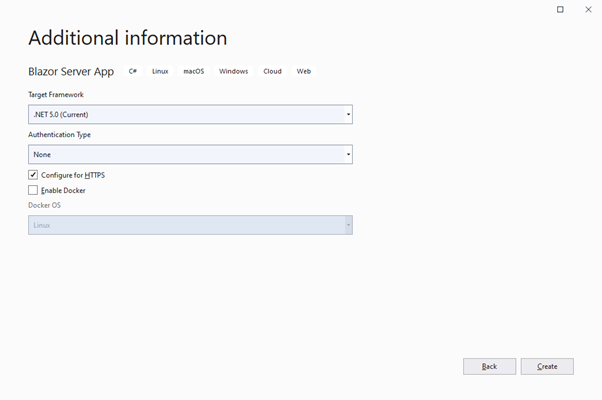 Additional information
Blazor Server App C# Linux macOS Windows Cloud Web
Target Framework
.NET 5.0 (Current)
Authentication Type
None
Configure for HTTPS
Enable Docker
Docker OS
Linux
Back Create